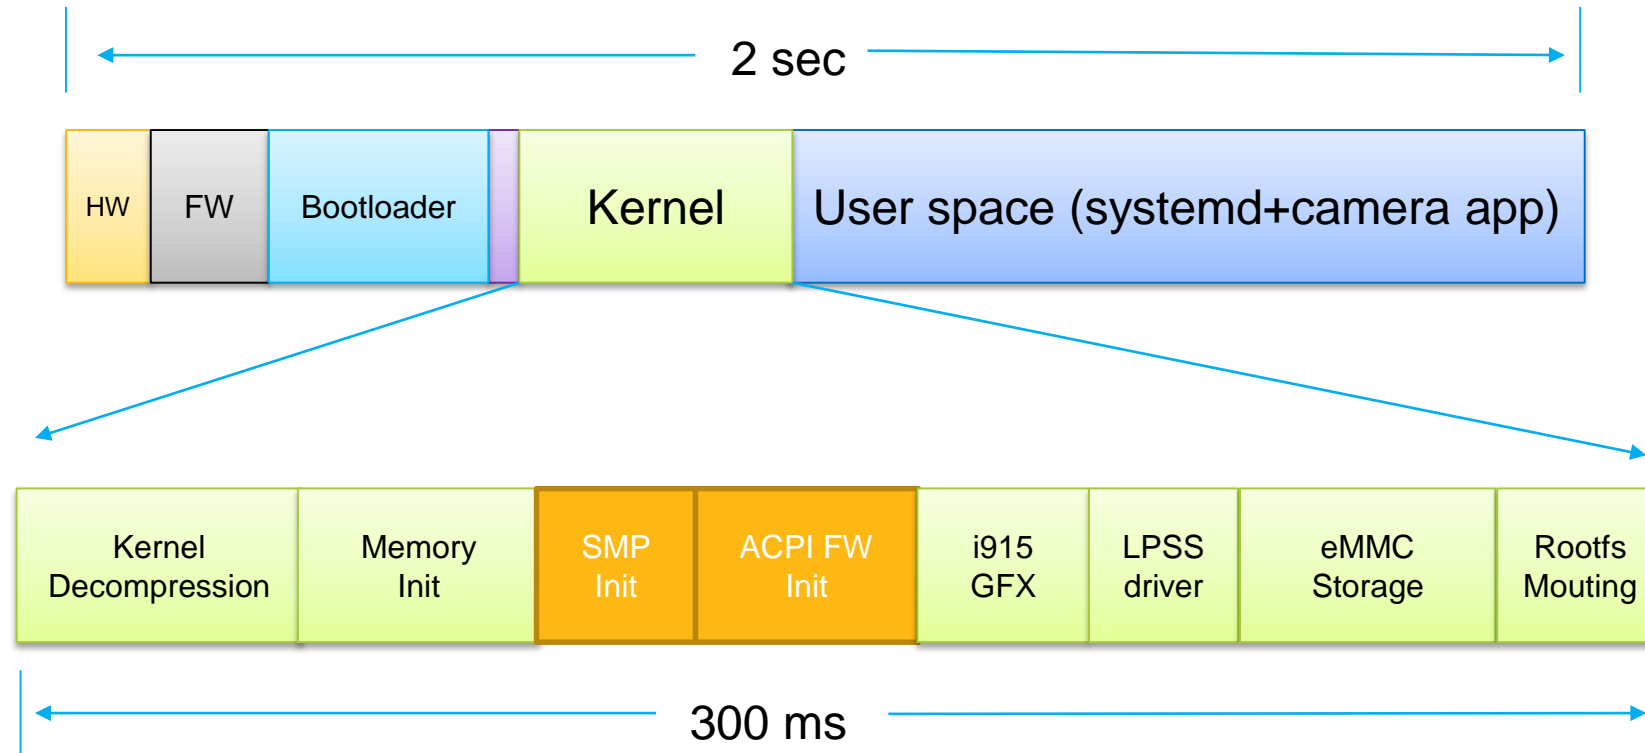 2 sec
HW
FW
Bootloader
Kernel
User space (systemd+camera app)
Kernel
Decompression
Memory
Init
SMP
Init
ACPI FW
Init
i915
GFX
LPSS
driver
eMMC
Storage
Rootfs
Mouting
300 ms